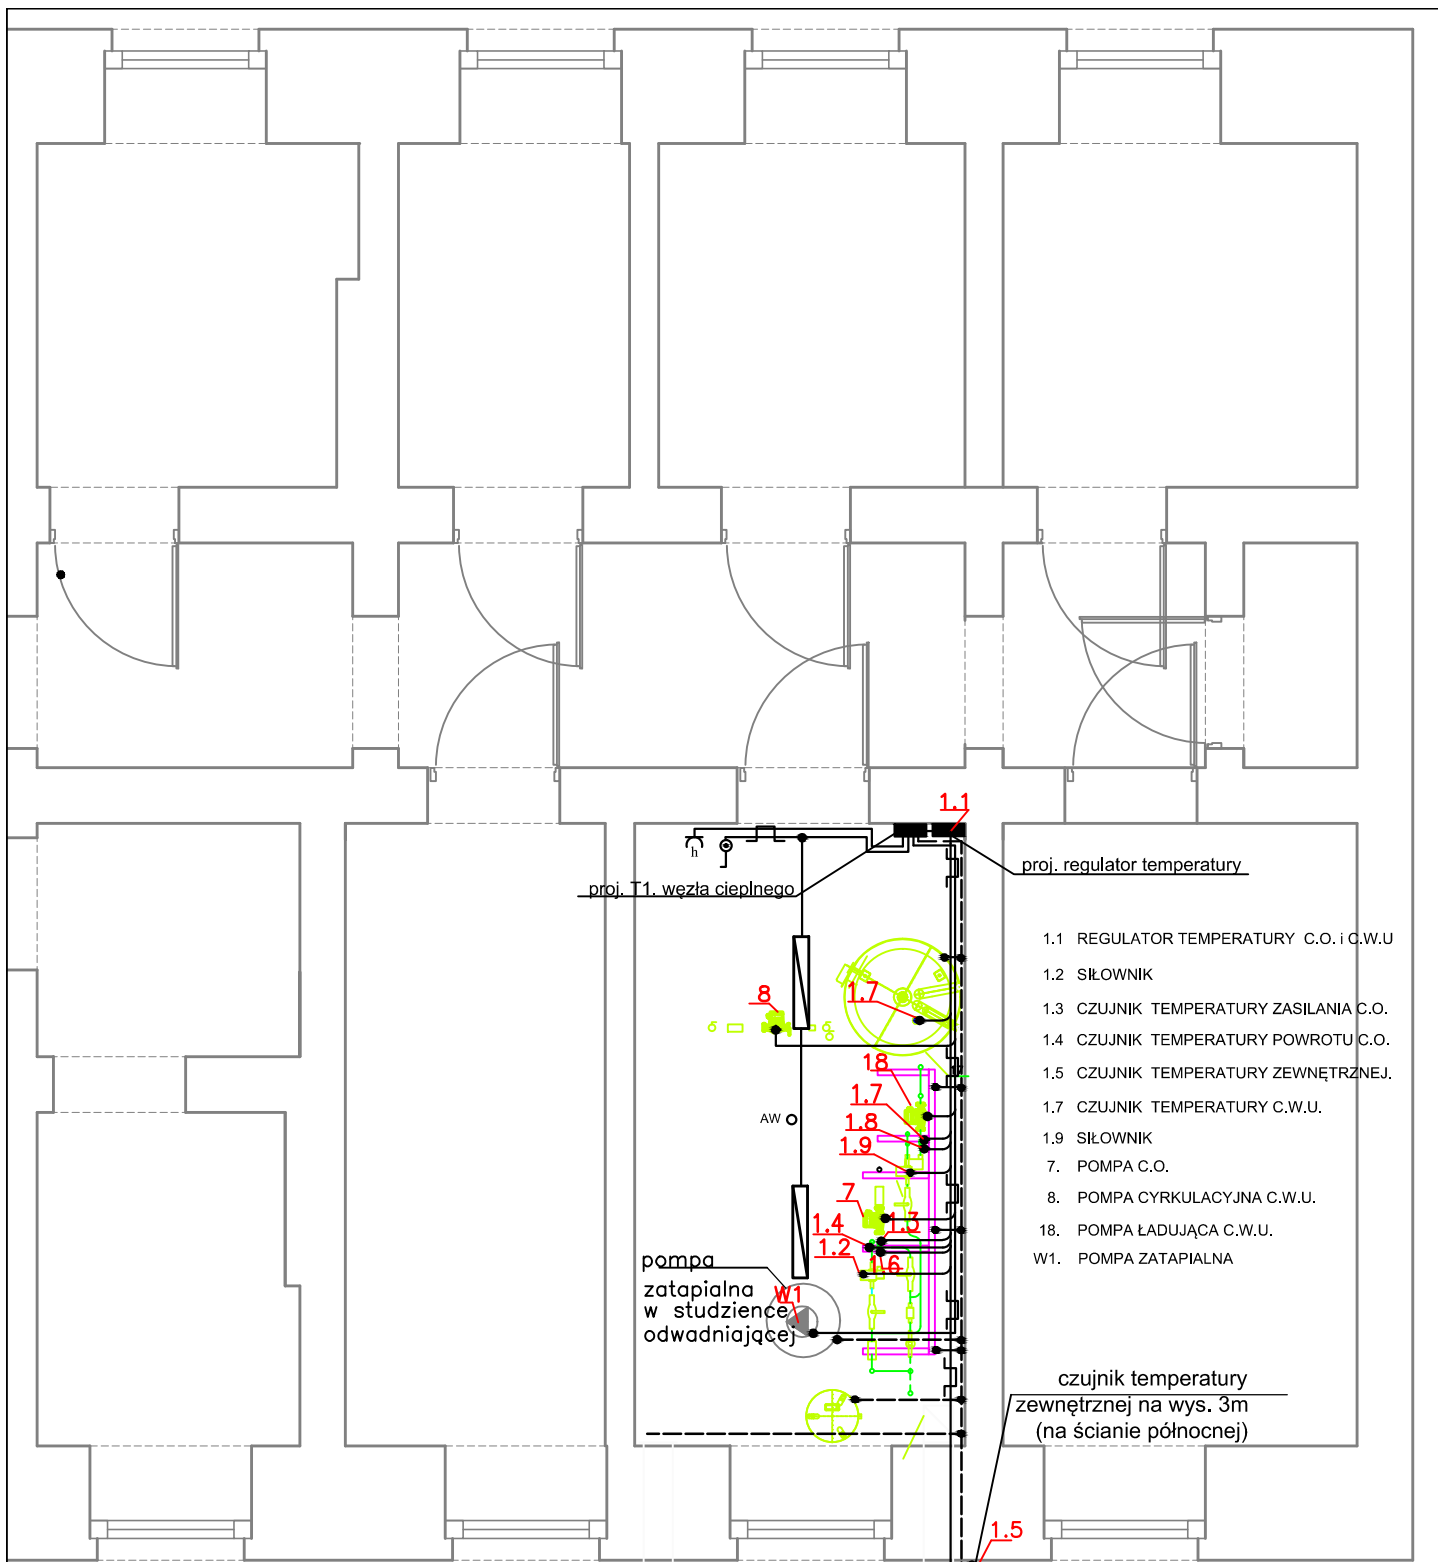 1.1
h
proj. T1. węzła cieplnego
proj. regulator temperatury
1.1 REGULATOR TEMPERATURY C.O. i C.W.U
1.2 SIŁOWNIK
1.3 CZUJNIK TEMPERATURY ZASILANIA C.O.
1.4 CZUJNIK TEMPERATURY POWROTU C.O.
1.5 CZUJNIK TEMPERATURY ZEWNĘTRZNEJ.
1.7 CZUJNIK TEMPERATURY C.W.U.
1.9 SIŁOWNIK
7. POMPA C.O.
8. POMPA CYRKULACYJNA C.W.U.
18. POMPA ŁADUJĄCA C.W.U.
W1. POMPA ZATAPIALNA
8
1.7
18
1.7
AW
1.8
1.9
7
1.4
1.3
1.2
1.6
pompa
zatapialna
w studzience
odwadniającej
W1
czujnik temperatury
zewnętrznej na wys. 3m
(na ścianie północnej)
1.5